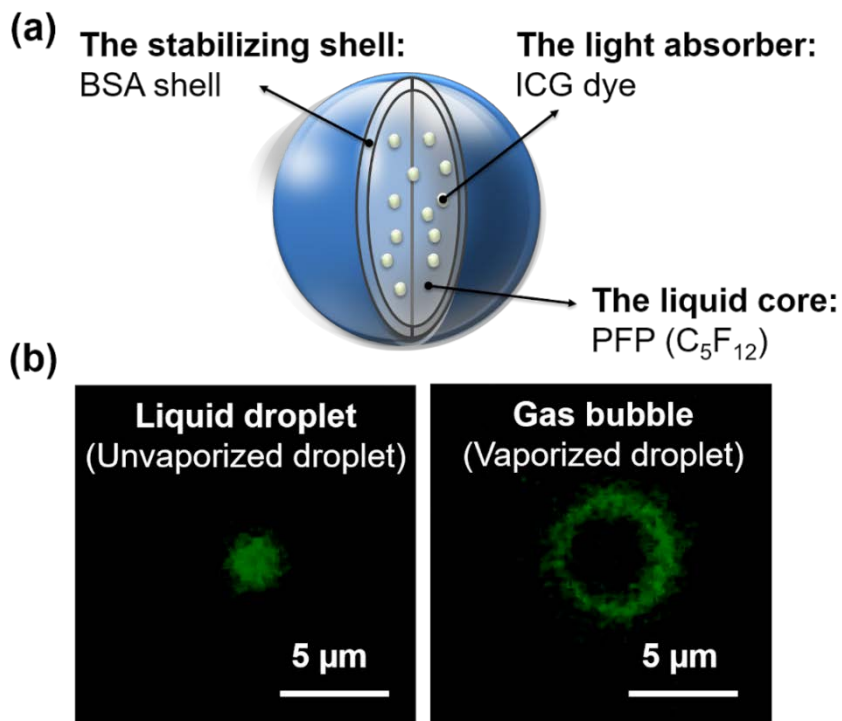 (a)
The stabilizing shell:
BSA shell
The light absorber:
ICG dye
The liquid core:
PFP (C₅F₁₂)
(b)
Liquid droplet
(Unvaporized droplet)
5 μm
Gas bubble
(Vaporized droplet)
5 μm